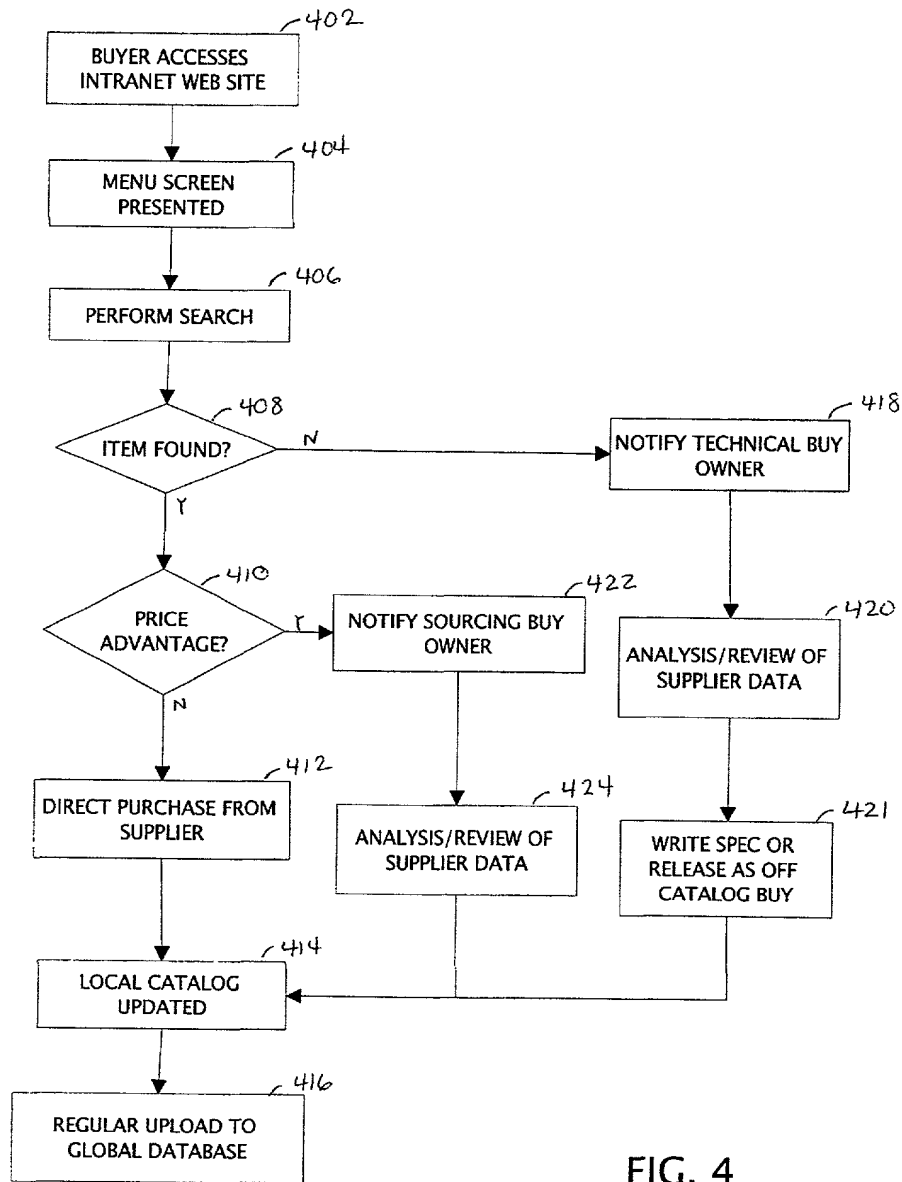 402
BUYER ACCESSES
INTRANET WEB SITE
404
MENU SCREEN
PRESENTED
406
PERFORM SEARCH
408
ITEM FOUND?
N
Y
418
NOTIFY TECHNICAL BUY
OWNER
410
PRICE
ADVANTAGE?
Y
N
422
NOTIFY SOURCING BUY
OWNER
420
ANALYSIS/REVIEW OF
SUPPLIER DATA
412
DIRECT PURCHASE FROM
SUPPLIER
424
ANALYSIS/REVIEW OF
SUPPLIER DATA
421
WRITE SPEC OR
RELEASE AS OFF
CATALOG BUY
414
LOCAL CATALOG
UPDATED
416
REGULAR UPLOAD TO
GLOBAL DATABASE
FIG. 4